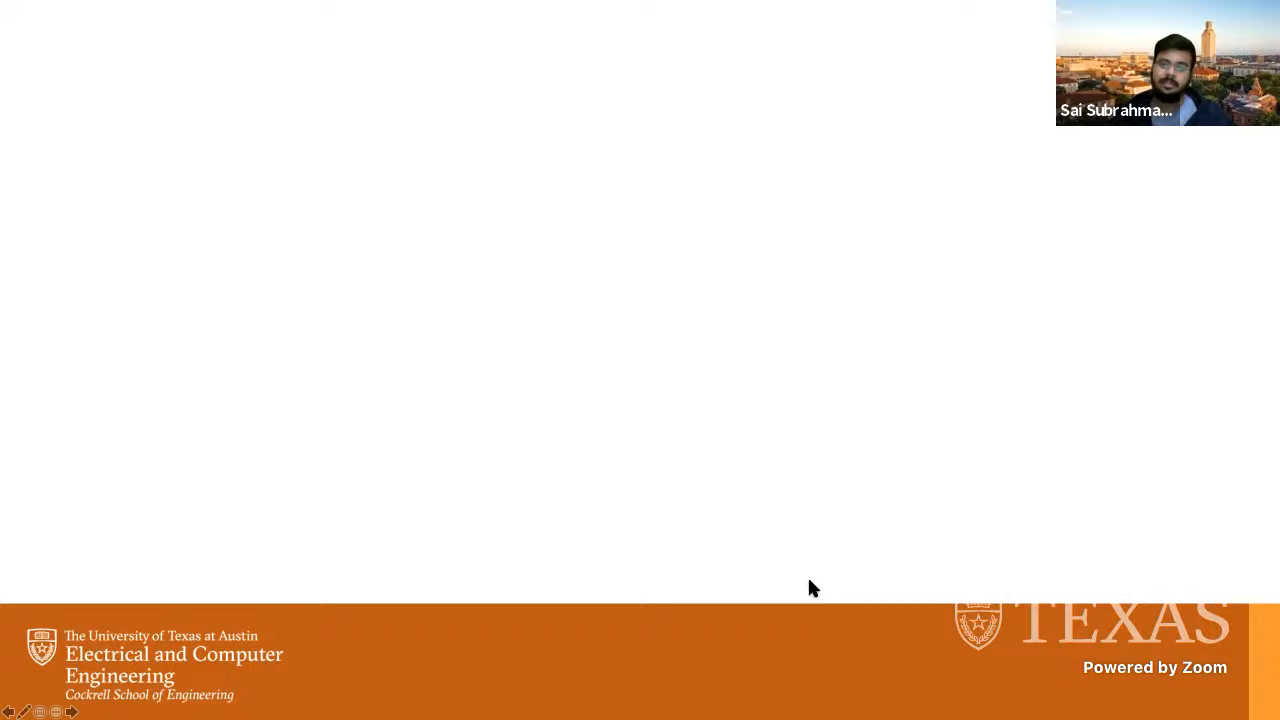 Sai Subrahma...
TEXAS
The University of Texas at Austin
Electrical and Computer
Engineering
Cockrell School of Engineering
Powered by Zoom